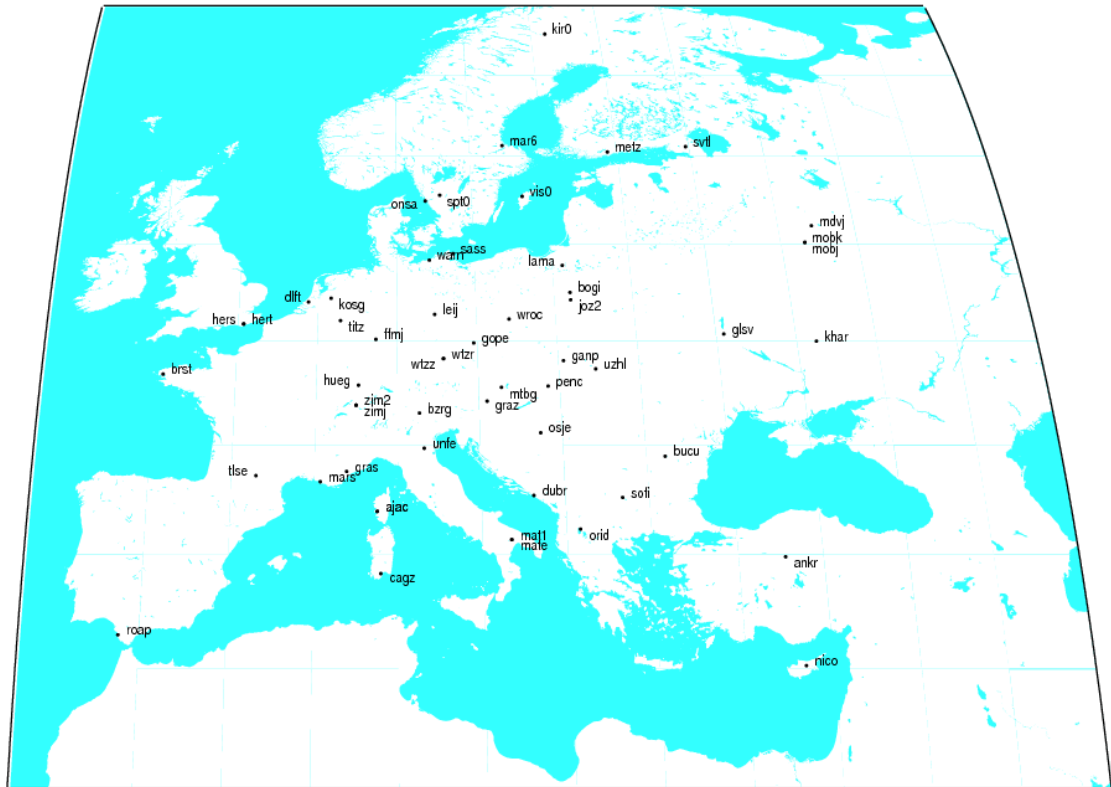 kir0
mar6
metz
svtl
onsa
spt0
vis0
mdvj
mobk
mobj
warn
sass
lama
dlft
kosg
bogi
joz2
hers
hert
titz
leij
wroc
ffmj
gope
glsv
khar
wtzz
wtzr
ganp
uzhl
brst
hueg
mtbg
penc
zim2
zimj
bzrg
graz
osje
unfe
bucu
tlse
mars
gras
dubr
sofi
ajac
mat1
mate
orid
ankr
cagz
roap
nico